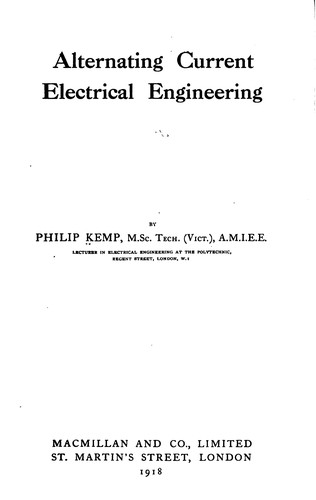 Alternating Current
Electrical Engineering
BY
PHILIP KEMP, M.Sc. Tech. (Vict.), A.M.I.E.E.
LECTURER IN ELECTRICAL ENGINEERING AT THE POLYTECHNIC,
REGENT STREET, LONDON, W.1
MACMILLAN AND CO., LIMITED
ST. MARTIN'S STREET, LONDON
1918